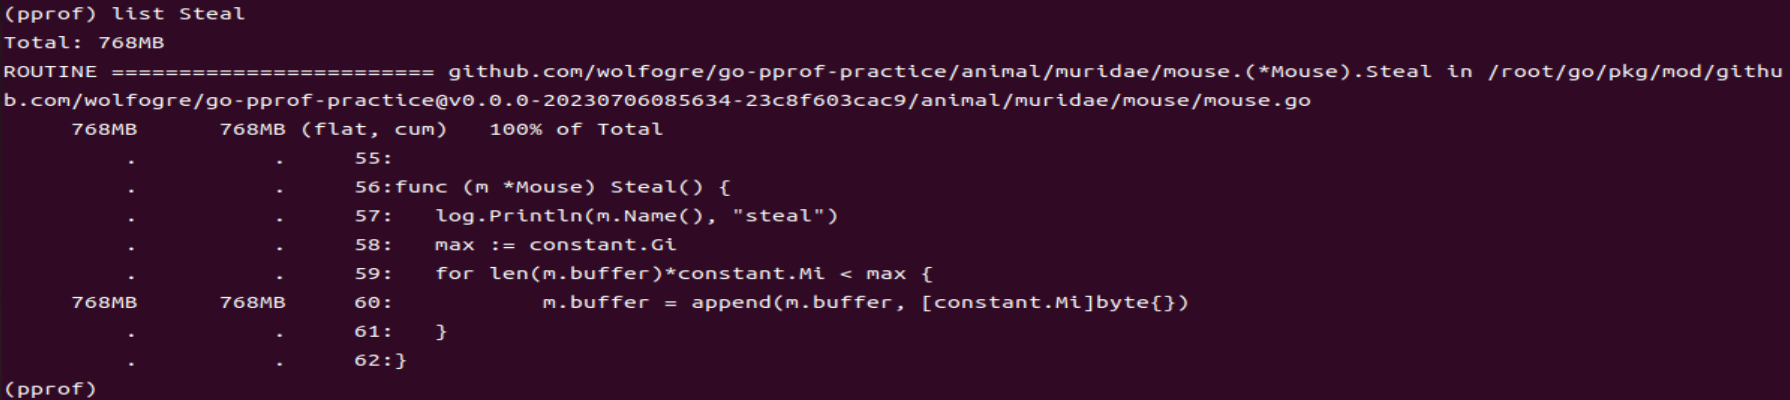 (pprof) list Steal
Total: 768MB
ROUTINE ======================== github.com/wolfogre/go-pprof-practice/animal/muridae/mouse.(*Mouse).Steal in /root/go/pkg/mod/githu
b.com/wolfogre/go-pprof-practice@v0.0.0-20230706085634-23c8f603cac9/animal/muridae/mouse/mouse.go
     768MB      768MB (flat, cum)   100% of Total
         .          .     55:
         .          .     56:func (m *Mouse) Steal() {
         .          .     57:   log.Println(m.Name(), "steal")
         .          .     58:   max := constant.Gi
         .          .     59:   for len(m.buffer)*constant.Mi < max {
     768MB      768MB     60:           m.buffer = append(m.buffer, [constant.Mi]byte{})
         .          .     61:   }
         .          .     62:}
(pprof)